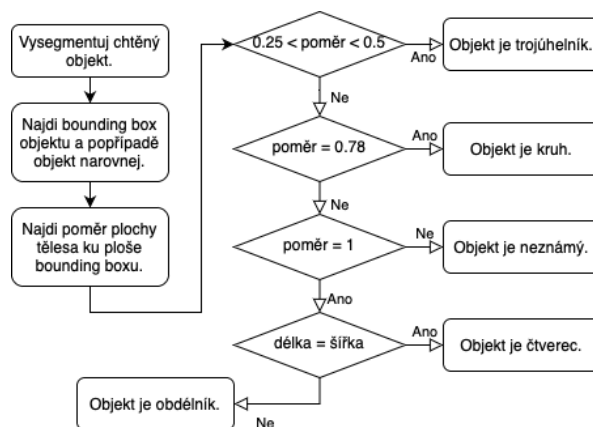 Vysegmentuj chtěný
objekt.
Najdi bounding box
objektu a popřípadě
objekt narovnej.
Najdi poměr plochy
tělesa ku ploše
bounding boxu.
0.25 < poměr < 0.5
Ano
Objekt je trojúhelník.
Ne
poměr = 0.78
Ano
Objekt je kruh.
Ne
poměr = 1
Ne
Objekt je neznámý.
Ano
délka = šířka
Ano
Objekt je čtverec.
Ne
Objekt je obdélník.